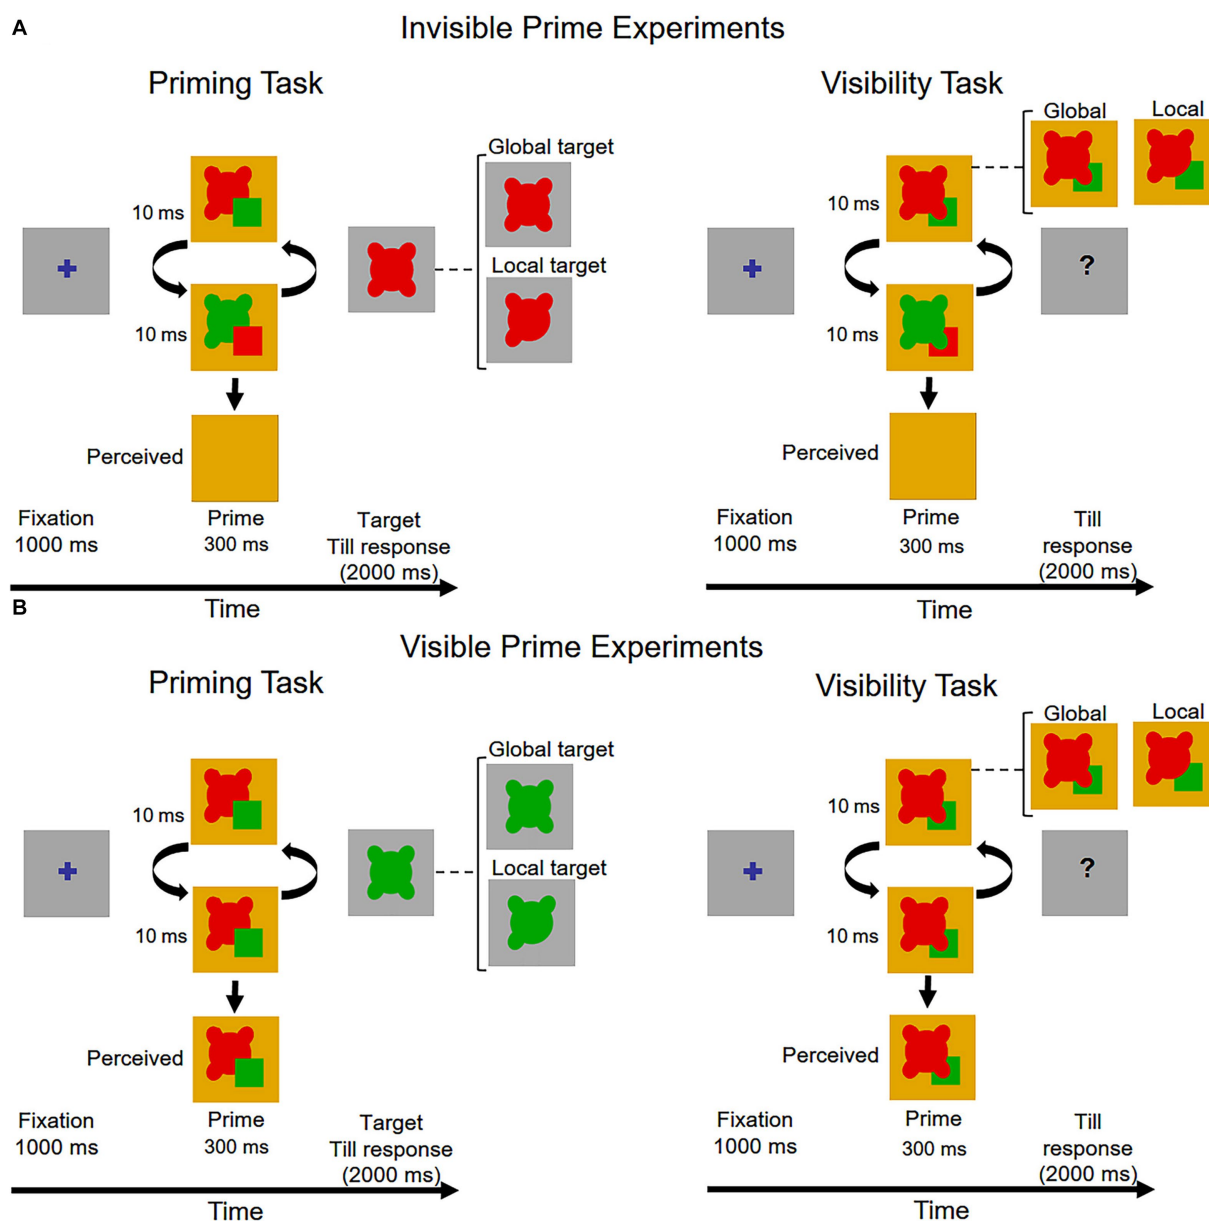 A
Invisible Prime Experiments
Priming Task
Global target
10 ms
Local target
10 ms
Perceived
Fixation
1000 ms
Prime
300 ms
Target
Till response
(2000 ms)
Time
Visibility Task
Global
Local
10 ms
?
10 ms
Perceived
Fixation
1000 ms
Prime
300 ms
Till
response
(2000 ms)
Time
B
Visible Prime Experiments
Priming Task
Global target
10 ms
Local target
10 ms
Perceived
Fixation
1000 ms
Prime
300 ms
Target
Till response
(2000 ms)
Time
Visibility Task
Global
Local
10 ms
?
10 ms
Perceived
Fixation
1000 ms
Prime
300 ms
Till
response
(2000 ms)
Time